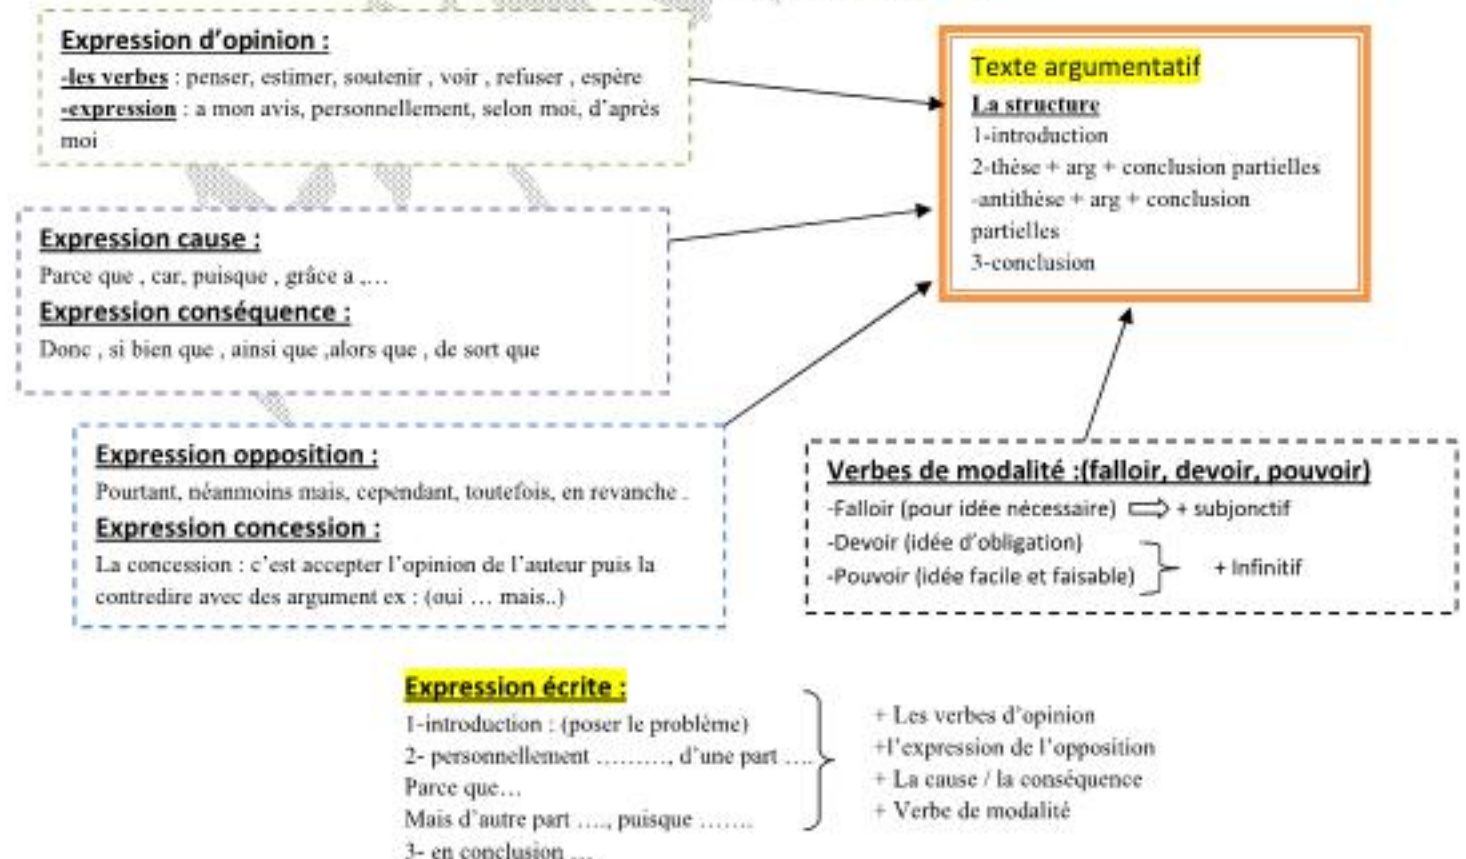 Expression d'opinion :
-les verbes : penser, estimer, soutenir , voir , refuser , espère
-expression : a mon avis, personnellement, selon moi, d'après
moi
Texte argumentatif
La structure
1-introduction
2-thèse + arg + conclusion partielles
-antithèse + arg + conclusion
partielles
3-conclusion
Expression cause :
Parce que , car, puisque , grâce a ,…
Expression conséquence :
Donc , si bien que , ainsi que ,alors que , de sort que
Expression opposition :
Pourtant, néanmoins mais, cependant, toutefois, en revanche .
Expression concession :
La concession : c'est accepter l'opinion de l'auteur puis la
contredire avec des argument ex : (oui … mais..)
Verbes de modalité :(falloir, devoir, pouvoir)
-Falloir (pour idée nécessaire) ⇨ + subjonctif
-Devoir (idée d'obligation)
-Pouvoir (idée facile et faisable)
+ Infinitif
Expression écrite :
1-introduction : (poser le problème)
2- personnellement ………, d'une part ….
Parce que…
Mais d'autre part …., puisque …….
3- en conclusion …
+ Les verbes d'opinion
+l'expression de l'opposition
+ La cause / la conséquence
+ Verbe de modalité